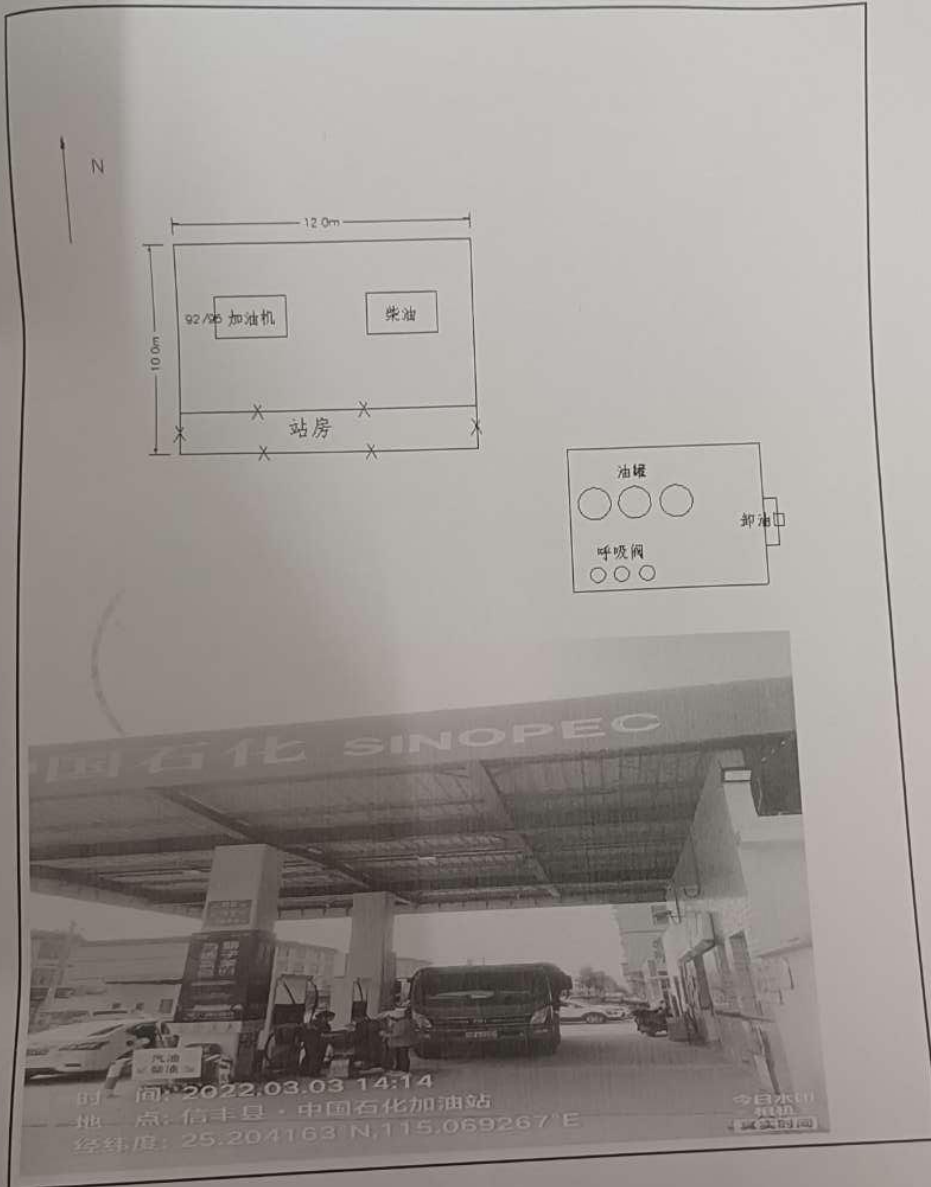 N
12.0m
10.0m
92/95 加油机
柴油
站房
油罐
卸油
呼吸阀
中国石化 SINOPEC
汽油
柴油
时 间: 2022.03.03 14:14
地 点: 信丰县·中国石化加油站
经纬度: 25.204163°N,115.069267°E
今日水印
相机
真实时间